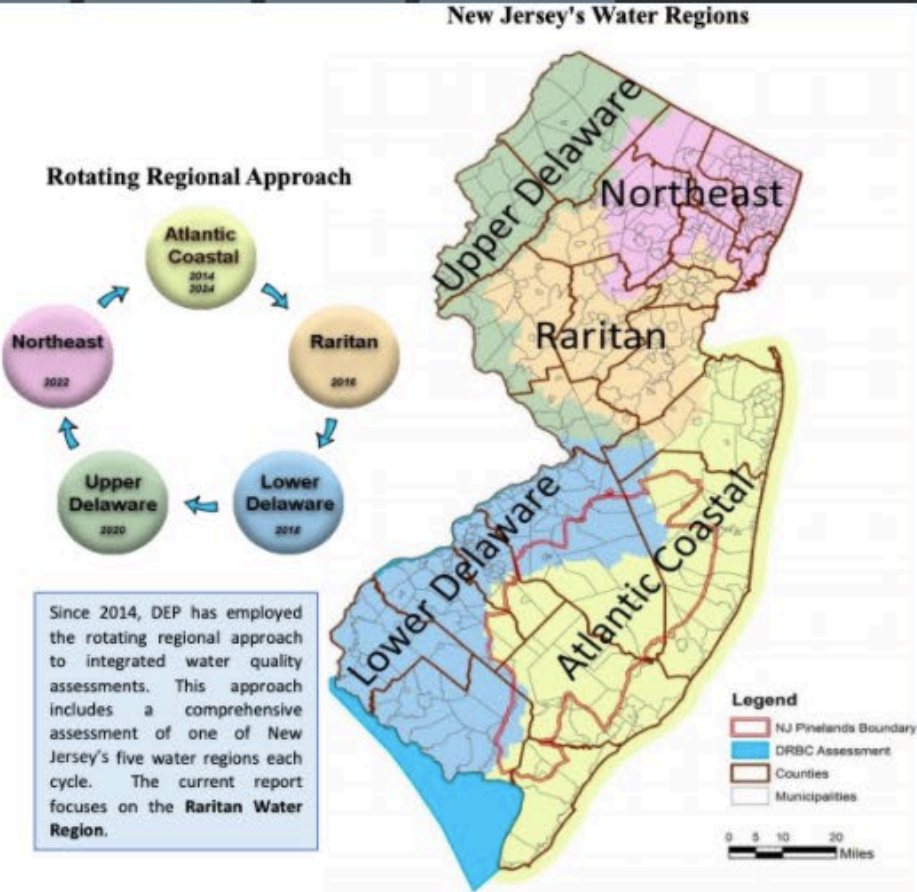 New Jersey's Water Regions
Rotating Regional Approach
Atlantic
Coastal
2014
2024
Raritan
2016
Lower
Delaware
2018
Upper
Delaware
2020
Northeast
2022
Since 2014, DEP has employed
the rotating regional approach
to integrated water quality
assessments. This approach
includes a comprehensive
assessment of one of New
Jersey's five water regions each
cycle. The current report
focuses on the Raritan Water
Region.
Upper Delaware
Northeast
Raritan
Lower Delaware
Atlantic Coastal
Legend
NJ Pinelands Boundary
DRBC Assessment
Counties
Municipalities
0 5 10 20
Miles